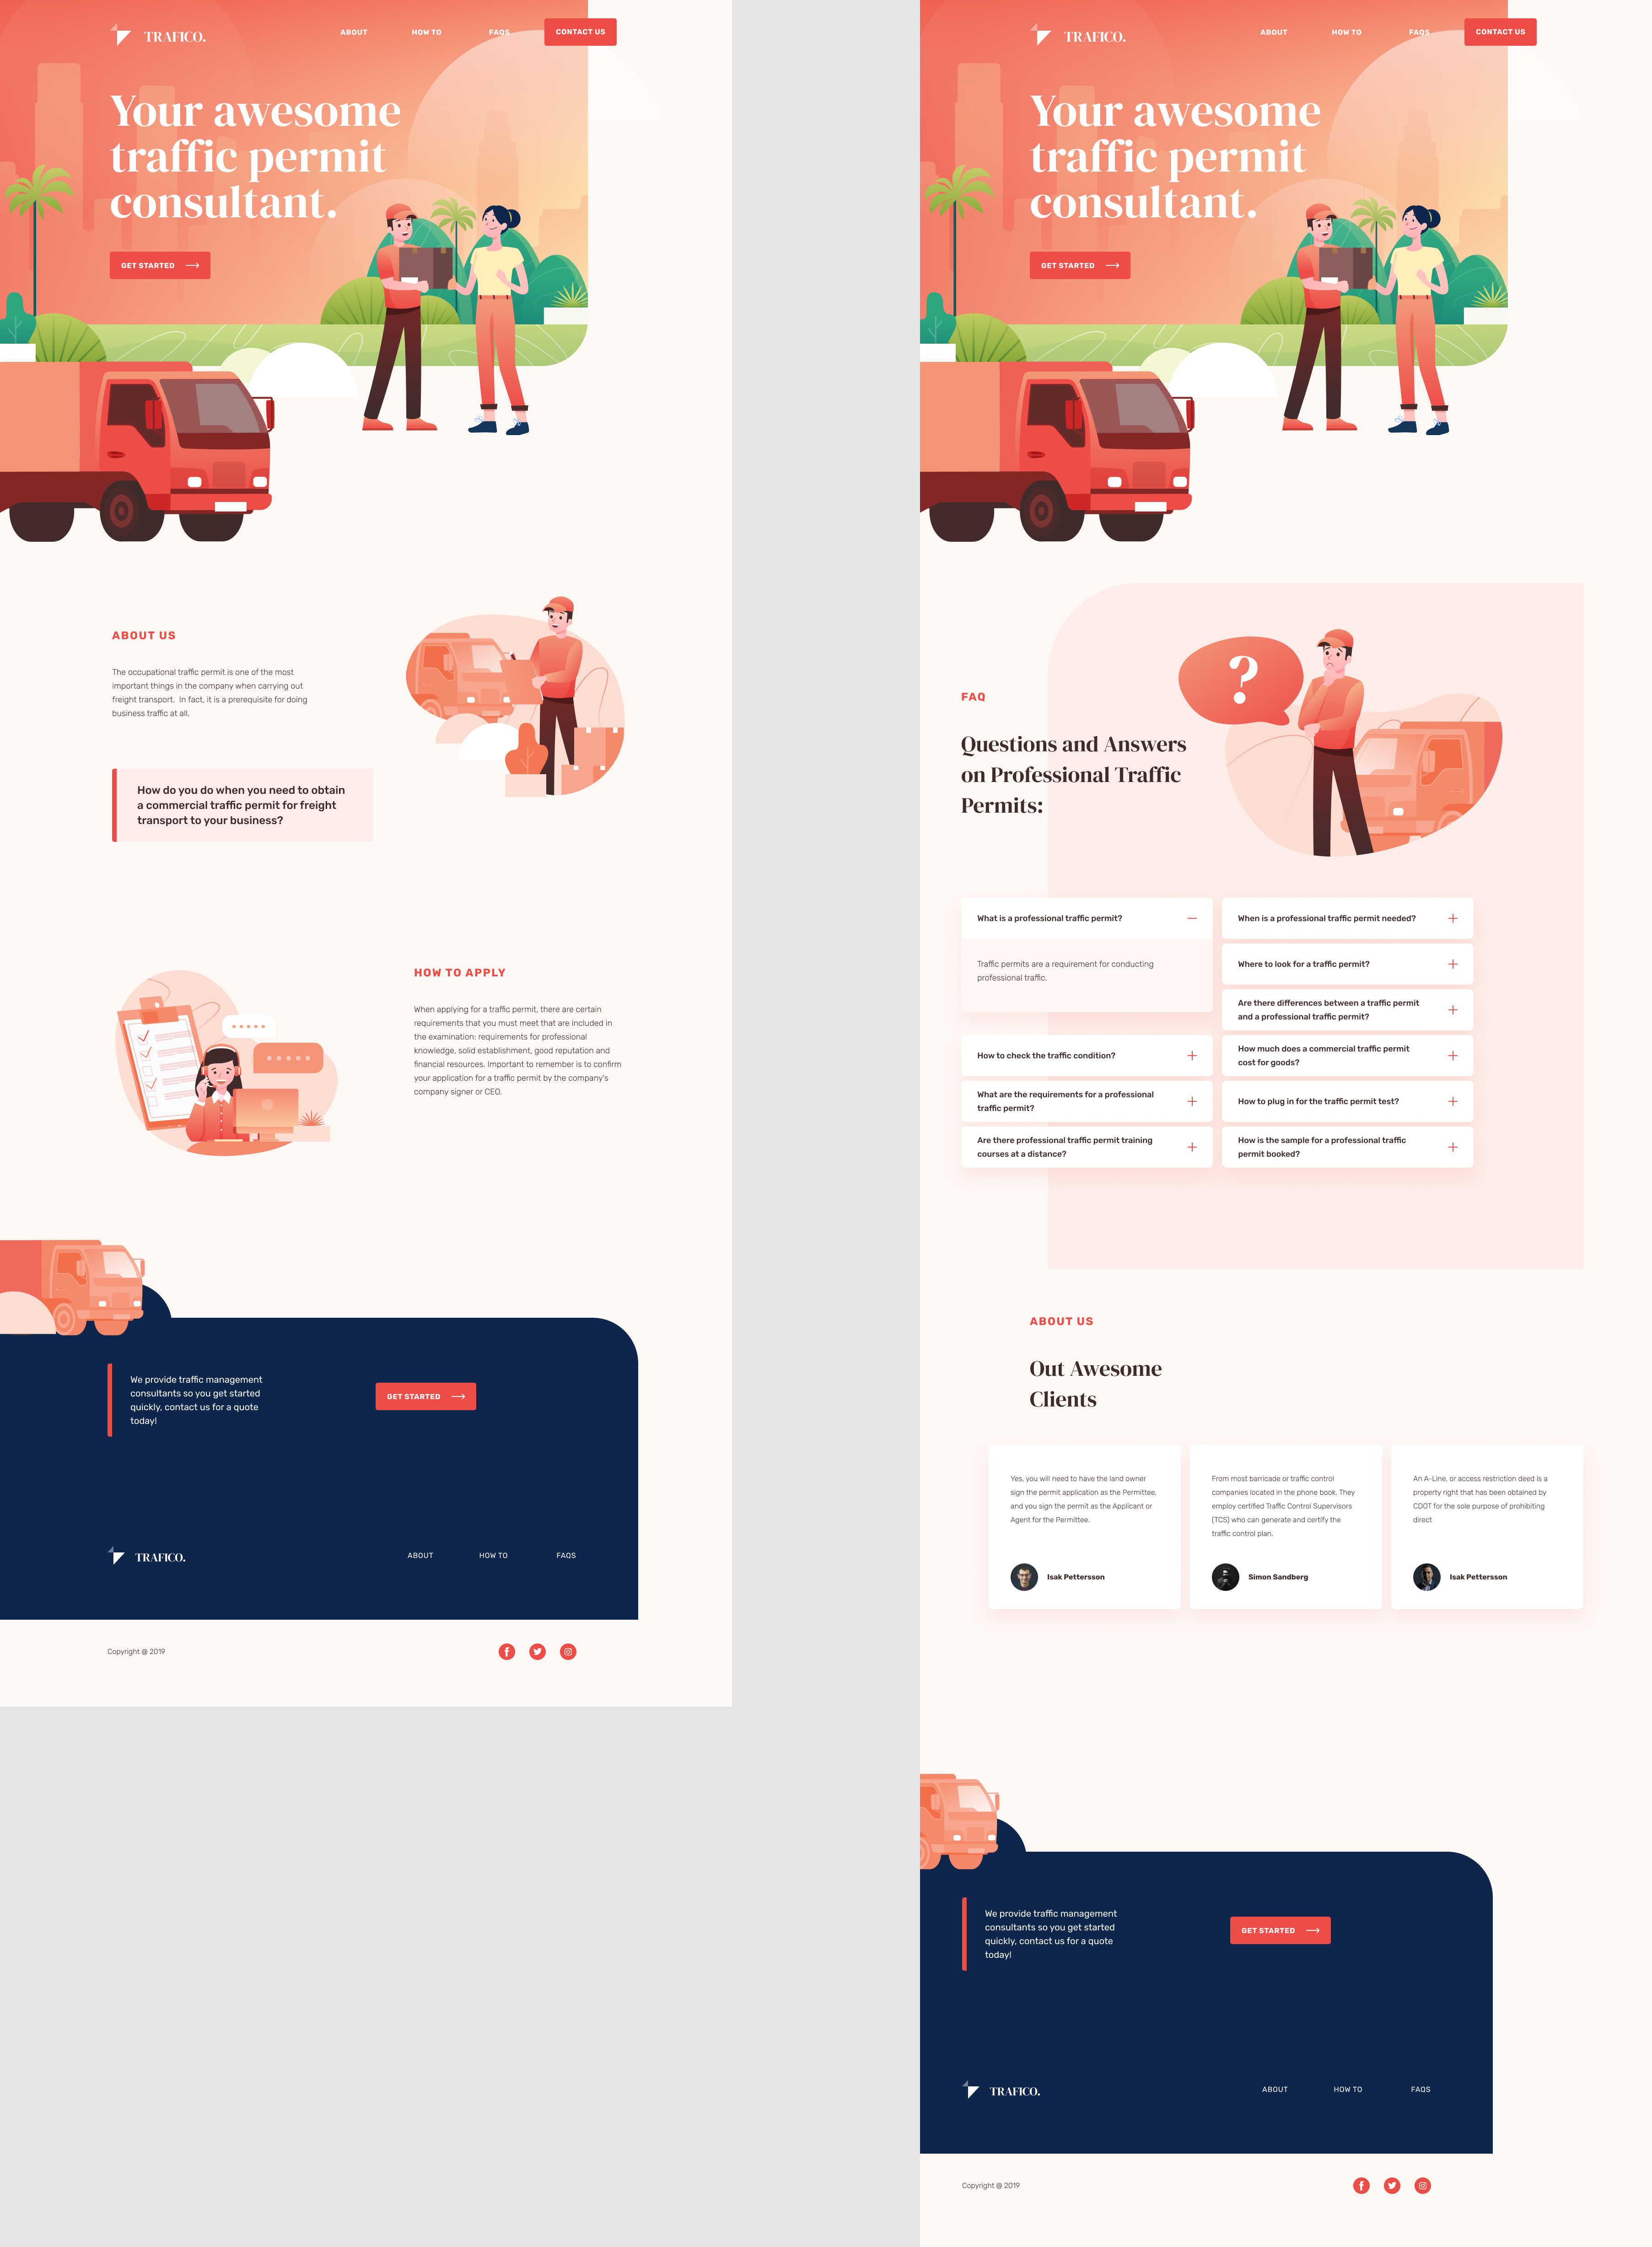 TRAFICO.
ABOUT
HOW TO
FAQS
CONTACT US
Your awesome
traffic permit
consultant.
GET STARTED
ABOUT US
The occupational traffic permit is one of the most
important things in the company when carrying out
freight transport. In fact, it is a prerequisite for doing
business traffic at all.
How do you do when you need to obtain
a commercial traffic permit for freight
transport to your business?
HOW TO APPLY
When applying for a traffic permit, there are certain
requirements that you must meet that are included in
the examination: requirements for professional
knowledge, solid establishment, good reputation and
financial resources. Important to remember is to confirm
your application for a traffic permit by the company's
company signer or CEO.
We provide traffic management
consultants so you get started
quickly, contact us for a quote
today!
GET STARTED
TRAFICO.
ABOUT
HOW TO
FAQS
Copyright @ 2019
TRAFICO.
ABOUT
HOW TO
FAQS
CONTACT US
Your awesome
traffic permit
consultant.
GET STARTED
?
FAQ
Questions and Answers
on Professional Traffic
Permits:
What is a professional traffic permit?
Traffic permits are a requirement for conducting
professional traffic.
How to check the traffic condition?
What are the requirements for a professional
traffic permit?
Are there professional traffic permit training
courses at a distance?
When is a professional traffic permit needed?
Where to look for a traffic permit?
Are there differences between a traffic permit
and a professional traffic permit?
How much does a commercial traffic permit
cost for goods?
How to plug in for the traffic permit test?
How is the sample for a professional traffic
permit booked?
ABOUT US
Out Awesome
Clients
Yes, you will need to have the land owner
sign the permit application as the Permittee,
and you sign the permit as the Applicant or
Agent for the Permittee.
Isak Pettersson
From most barricade or traffic control
companies located in the phone book. They
employ certified Traffic Control Supervisors
(TCS) who can generate and certify the
traffic control plan.
Simon Sandberg
An A-Line, or access restriction deed is a
property right that has been obtained by
CDOT for the sole purpose of prohibiting
direct
Isak Pettersson
We provide traffic management
consultants so you get started
quickly, contact us for a quote
today!
GET STARTED
TRAFICO.
ABOUT
HOW TO
FAQS
Copyright @ 2019